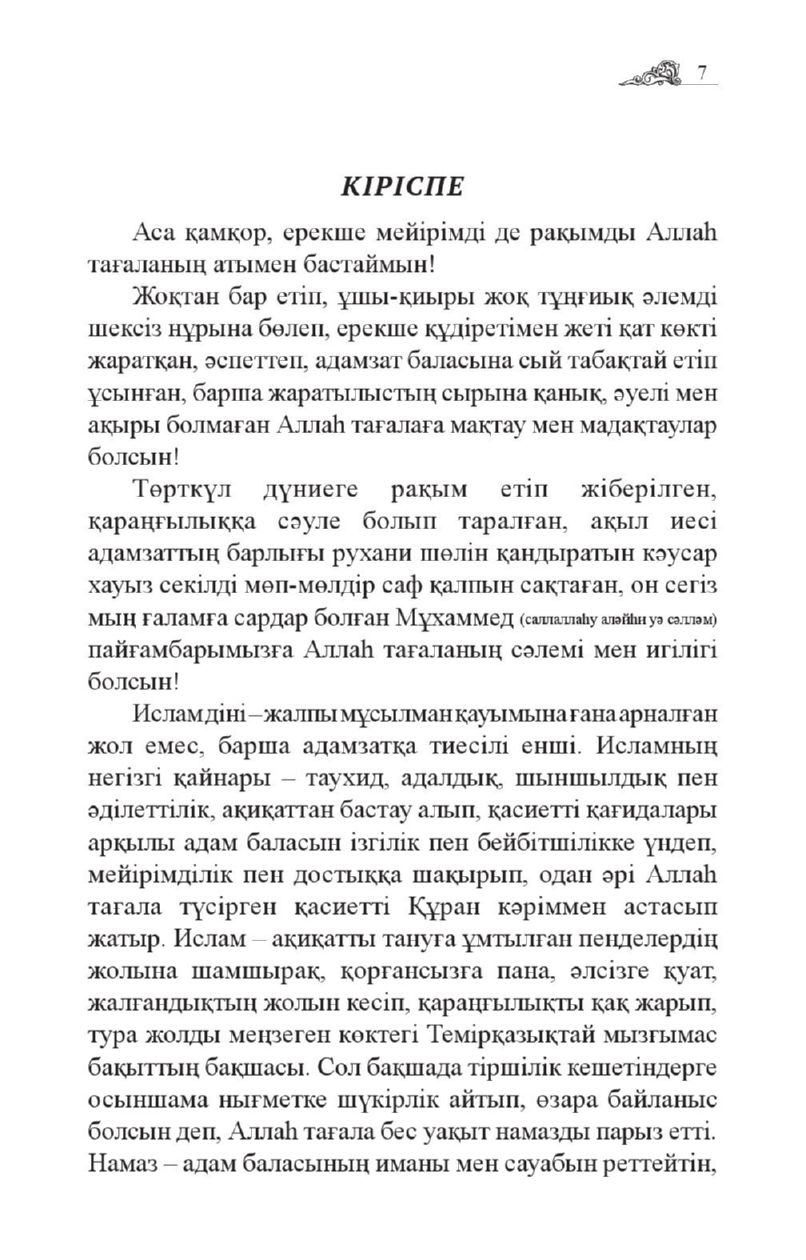 7
КІРІСПЕ
Аса қамқор, ерекше мейірімді де рақымды Аллаһ
тағаланың атымен бастаймын!
Жоқтан бар етіп, ұшы-қиыры жоқ тұңғиық әлемді
шексіз нұрына бөлеп, ерекше құдіретімен жеті қат көкті
жаратқан, әспеттеп, адамзат баласына сый табақтай етіп
ұсынған, барша жаратылыстың сырына қанық, әуелі мен
ақыры болмаған Аллаһ тағалаға мақтау мен мадақтаулар
болсын!
Төрткүл дүниеге рақым етіп жіберілген,
қараңғылыққа сәуле болып таралған, ақыл иесі
адамзаттың барлығы рухани шөлін қандыратын кәусар
хауыз секілді мөп-мөлдір саф қалпын сақтаған, он сегіз
мың ғаламға сардар болған Мұхаммед (саллаллаһу аләйһи уә сәлләм)
пайғамбарымызға Аллаһ тағаланың сәлемі мен игілігі
болсын!
Ислам діні – жалпы мұсылман қауымына ғана арналған
жол емес, барша адамзатқа тиесілі енші. Исламның
негізгі қайнары – таухид, адалдық, шыншылдық пен
әділеттілік, ақиқаттан бастау алып, қасиетті қағидалары
арқылы адам баласын ізгілік пен бейбітшілікке үндеп,
мейірімділік пен достыққа шақырып, одан әрі Аллаһ
тағала түсірген қасиетті Құран кәріммен астасып
жатыр. Ислам – ақиқатты тануға ұмтылған пенделердің
жолына шамшырақ, қорғансызға пана, әлсізге қуат,
жалғандықтың жолын кесіп, қараңғылықты қақ жарып,
тура жолды меңзеген көктегі Темірқазықтай мызғымас
бақыттың бақшасы. Сол бақшада тіршілік кешетіндерге
осыншама нығметке шүкірлік айтып, өзара байланыс
болсын деп, Аллаһ тағала бес уақыт намазды парыз етті.
Намаз – адам баласының иманы мен сауабын реттейтін,